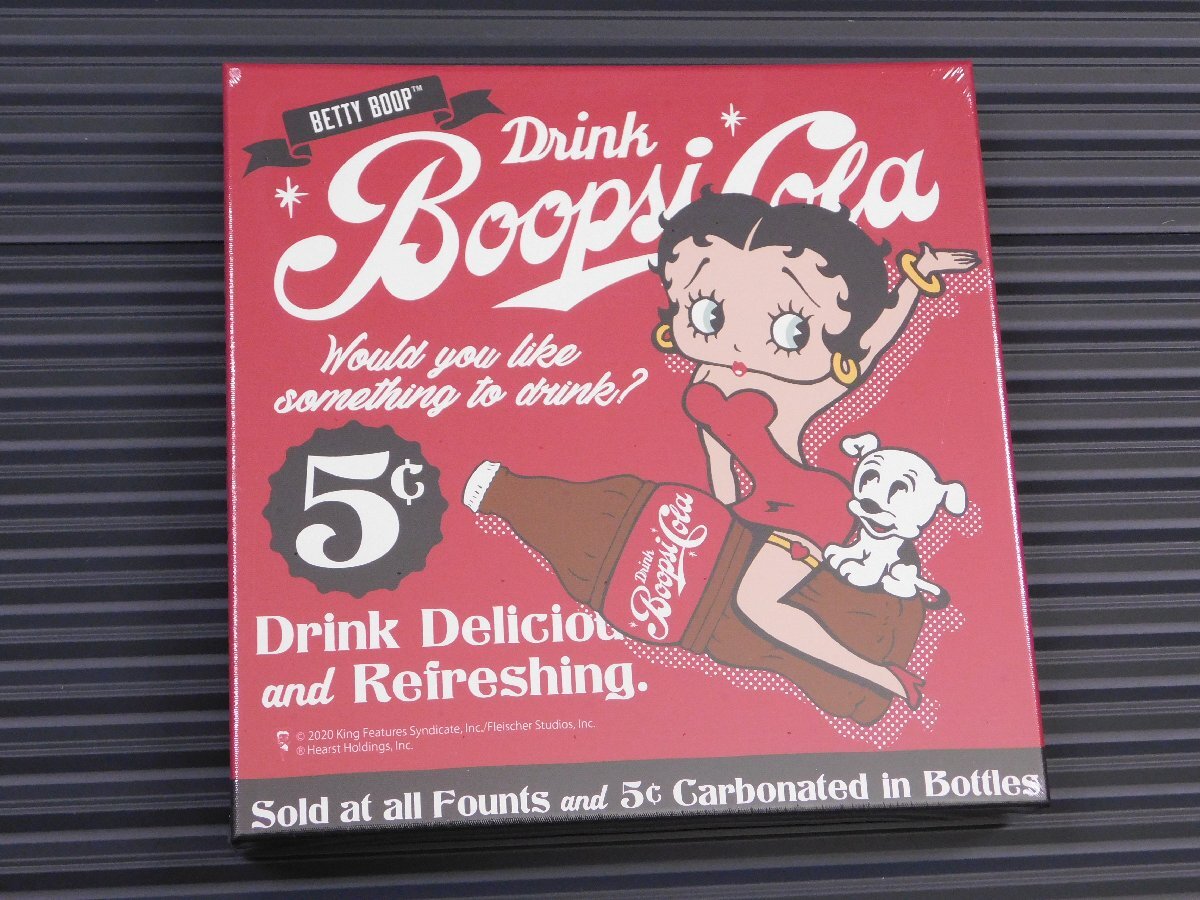 BETTY BOOP™
Drink
Boopsi Cola
Would you like
something to drink?
5¢
Drink
Boopsi Cola
Drink Deliciou
and Refreshing.
© 2020 King Features Syndicate, Inc./Fleischer Studios, Inc.
® Hearst Holdings, Inc.
Sold at all Founts and 5¢ Carbonated in Bottles